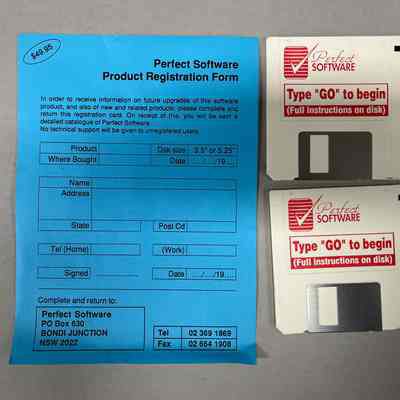 $49.95
Perfect Software
Product Registration Form
In order to receive information on future upgrades of this software
product, and also of new and related products, please complete and
return this registration card. On receipt of this, you will be sent a
detailed catalogue of Perfect Software.
No technical support will be given to unregistered users.
Product Disk size 3.5" or 5.25"
Where Bought Date ..../..../19....
Name
Address
State Post Cd
Tel (Home) (Work)
Signed Date ..../..../19....
Complete and return to:
Perfect Software
PO Box 630
BONDI JUNCTION
NSW 2022
Tel 02 369 1869
Fax 02 664 1908
Perfect
SOFTWARE
Type "GO" to begin
(Full instructions on disk)
Perfect
SOFTWARE
Type "GO" to begin
(Full instructions on disk)